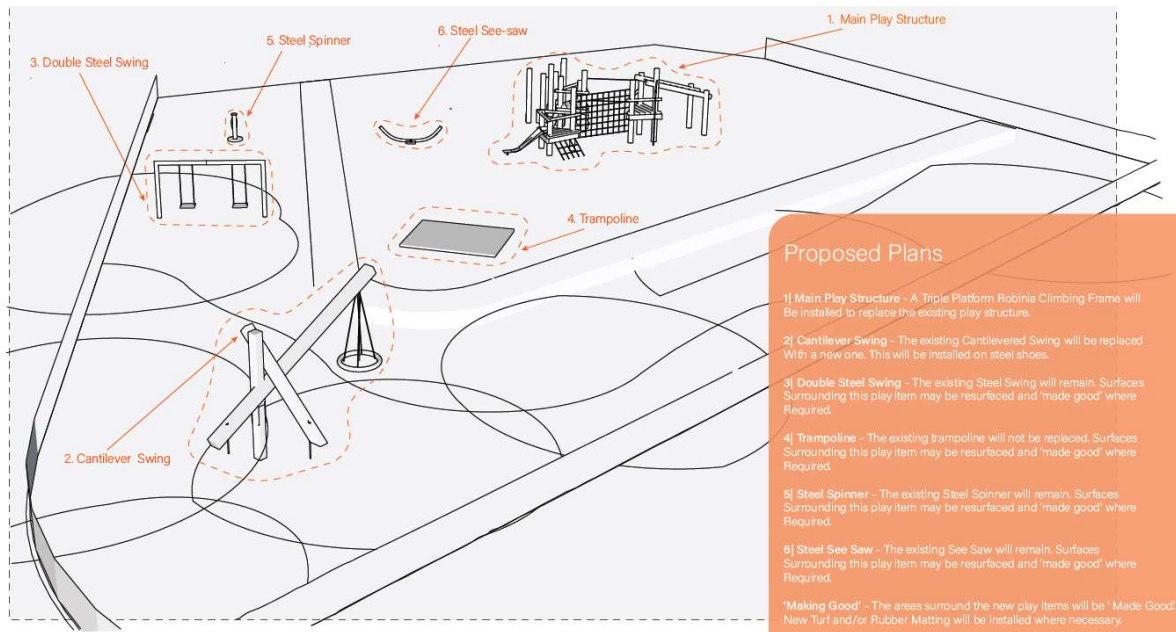 1. Main Play Structure
6. Steel See-saw
5. Steel Spinner
3. Double Steel Swing
4. Trampoline
2. Cantilever Swing
Proposed Plans
1| Main Play Structure - A Triple Platform Robinia Climbing Frame will
Be installed to replace the existing play structure.
2| Cantilever Swing - The existing Cantilevered Swing will be replaced
With a new one. This will be installed on steel shoes.
3| Double Steel Swing - The existing Steel Swing will remain. Surfaces
Surrounding this play item may be resurfaced and 'made good' where
Required.
4| Trampoline - The existing trampoline will not be replaced. Surfaces
Surrounding this play item may be resurfaced and 'made good' where
Required.
5| Steel Spinner - The existing Steel Spinner will remain. Surfaces
Surrounding this play item may be resurfaced and 'made good' where
Required.
6| Steel See Saw - The existing See Saw will remain. Surfaces
Surrounding this play item may be resurfaced and 'made good' where
Required.
'Making Good' - The areas surround the new play items will be ' Made Good'.
New Turf and/or Rubber Matting will be installed where necessary.